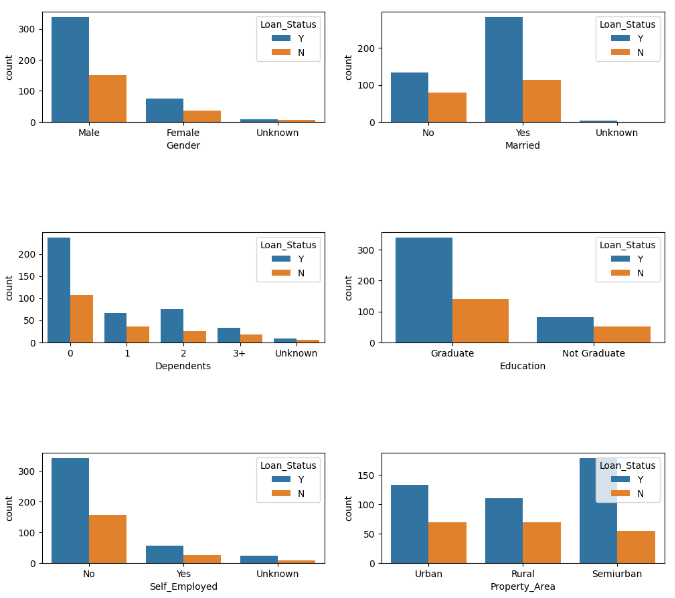 Loan_Status
Y
N
300
200
100
0
count
Male Female Unknown
Gender
Loan_Status
Y
N
200
100
0
count
No Yes Unknown
Married
Loan_Status
Y
N
200
150
100
50
0
count
0 1 2 3+ Unknown
Dependents
Loan_Status
Y
N
300
200
100
0
count
Graduate Not Graduate
Education
Loan_Status
Y
N
300
200
100
0
count
No Yes Unknown
Self_Employed
Loan_Status
Y
N
150
100
50
0
count
Urban Rural Semiurban
Property_Area